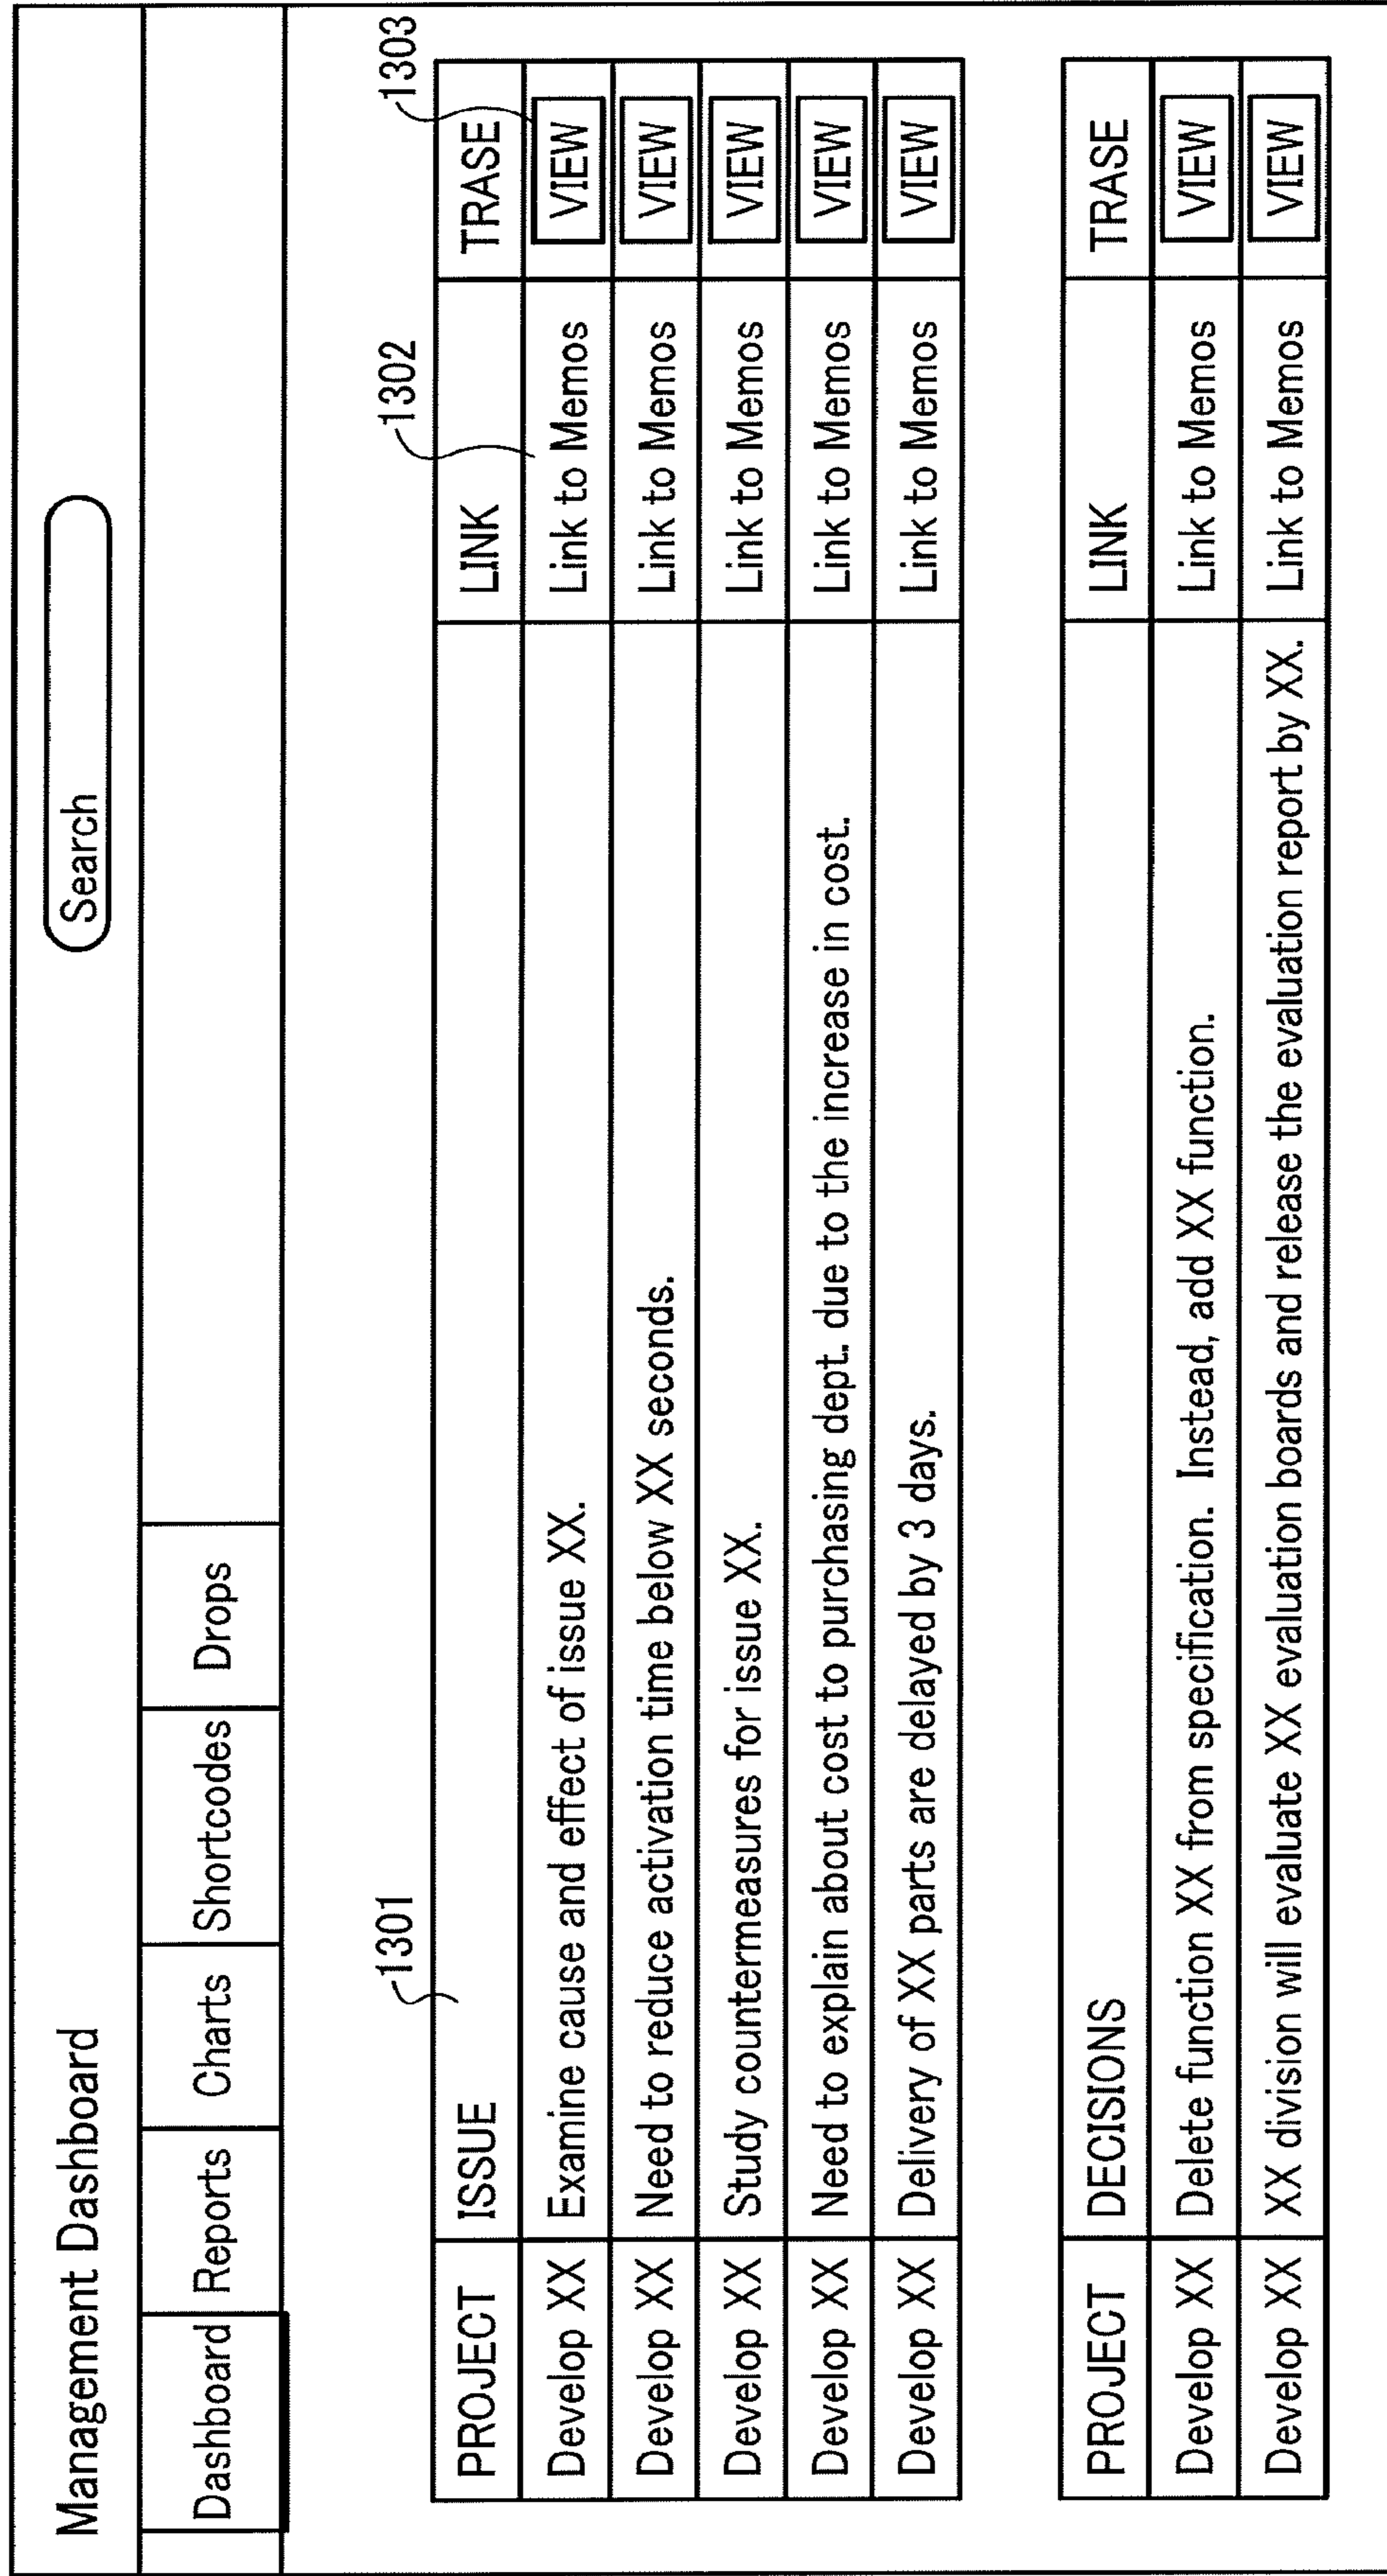 Management Dashboard
Search
Dashboard Reports Charts Shortcodes Drops
1301
1302
1303
PROJECT ISSUE LINK TRASE
Develop XX Examine cause and effect of issue XX. Link to Memos VIEW
Develop XX Need to reduce activation time below XX seconds. Link to Memos VIEW
Develop XX Study countermeasures for issue XX. Link to Memos VIEW
Develop XX Need to explain about cost to purchasing dept. due to the increase in cost. Link to Memos VIEW
Develop XX Delivery of XX parts are delayed by 3 days. Link to Memos VIEW
PROJECT DECISIONS LINK TRASE
Develop XX Delete function XX from specification. Instead, add XX function. Link to Memos VIEW
Develop XX XX division will evaluate XX evaluation boards and release the evaluation report by XX. Link to Memos VIEW